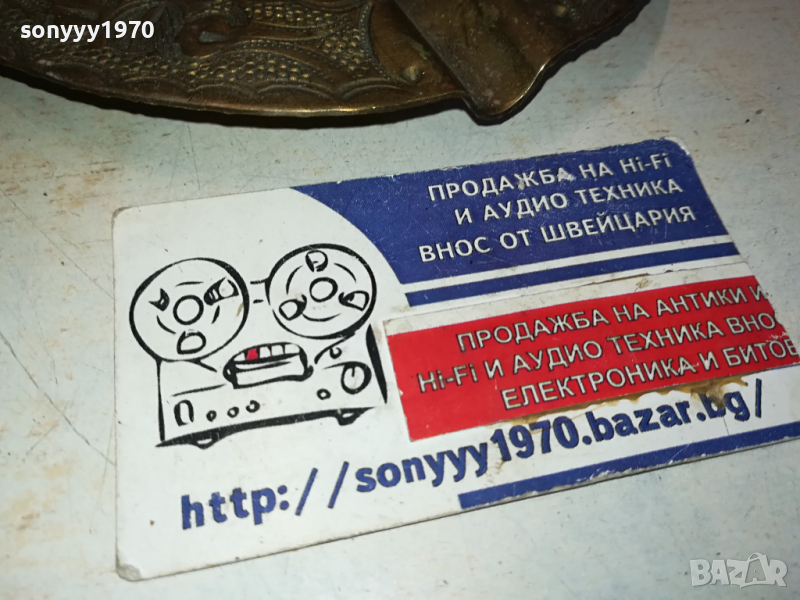 sonyyy1970
ПРОДАЖБА НА Hi-Fi
И АУДИО ТЕХНИКА
ВНОС ОТ ШВЕЙЦАРИЯ
ПРОДАЖБА НА АНТИКИ И
Hi-Fi И АУДИО ТЕХНИКА ВНО
ЕЛЕКТРОНИКА И БИТОВ
http://sonyyy1970.bazar.bg/
BAZAR